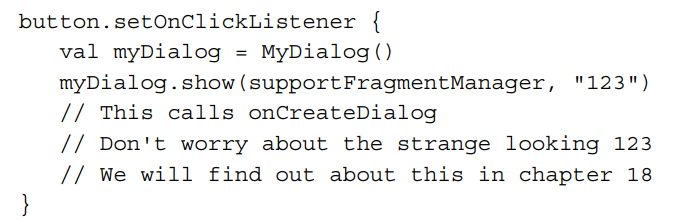 button.setOnClickListener {
   val myDialog = MyDialog()
   myDialog.show(supportFragmentManager, "123")
   // This calls onCreateDialog
   // Don't worry about the strange looking 123
   // We will find out about this in chapter 18
}